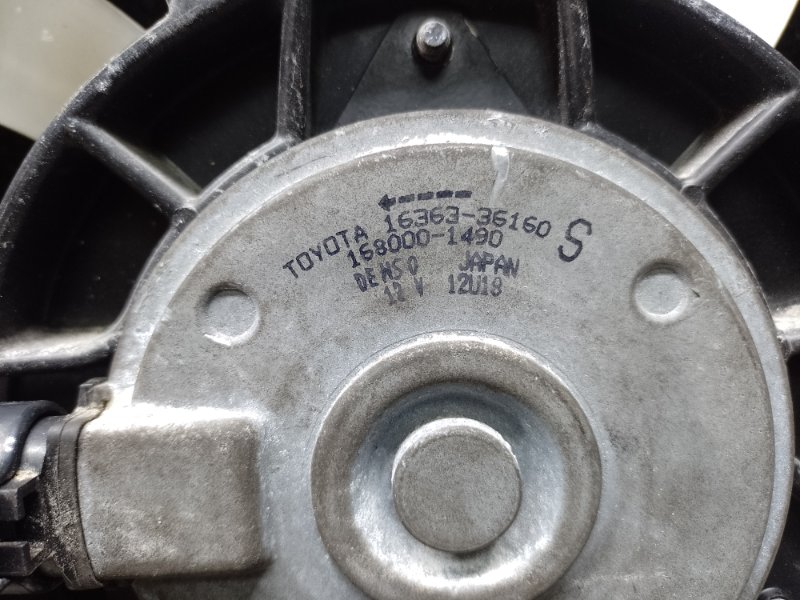 TOYOTA 16363-36160 S
168000-1490
DENSO JAPAN
12 V 12U18